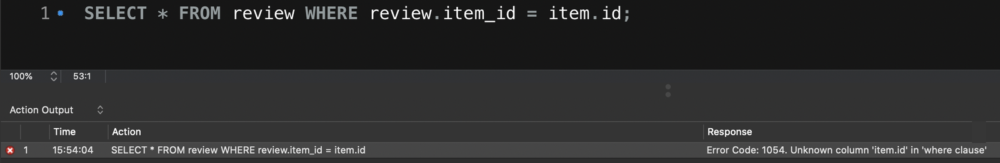 1 SELECT * FROM review WHERE review.item_id = item.id;
100% 53:1
Action Output
Time Action Response
1 15:54:04 SELECT * FROM review WHERE review.item_id = item.id Error Code: 1054. Unknown column 'item.id' in 'where clause'